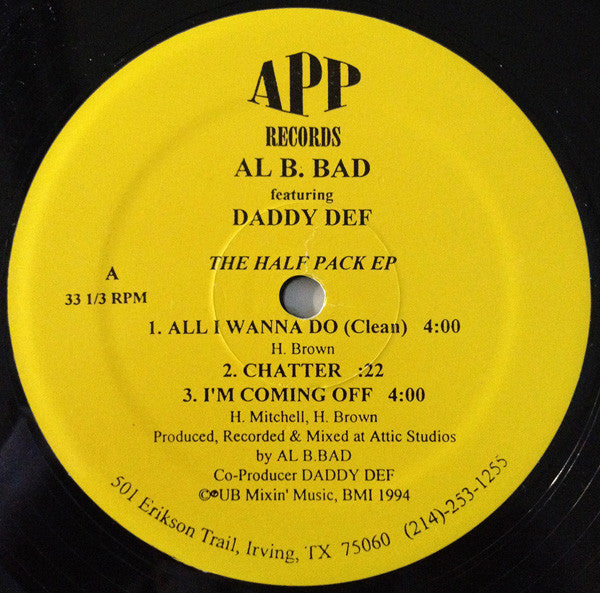 APP
RECORDS
AL B. BAD
featuring
DADDY DEF
THE HALF PACK EP
A
33 1/3 RPM
1. ALL I WANNA DO (Clean) 4:00
H. Brown
2. CHATTER :22
3. I'M COMING OFF 4:00
H. Mitchell, H. Brown
Produced, Recorded & Mixed at Attic Studios
by AL B.BAD
Co-Producer DADDY DEF
©℗UB Mixin' Music, BMI 1994
501 Erikson Trail, Irving, TX 75060 (214)-253-1255